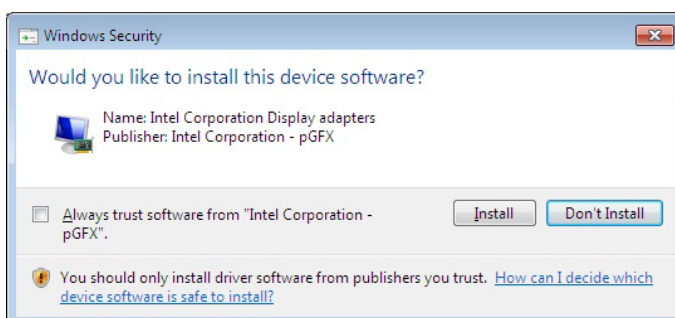 Windows Security
Would you like to install this device software?
Name: Intel Corporation Display adapters
Publisher: Intel Corporation - pGFX
Always trust software from "Intel Corporation -
pGFX".
Install
Don't Install
You should only install driver software from publishers you trust. How can I decide which
device software is safe to install?